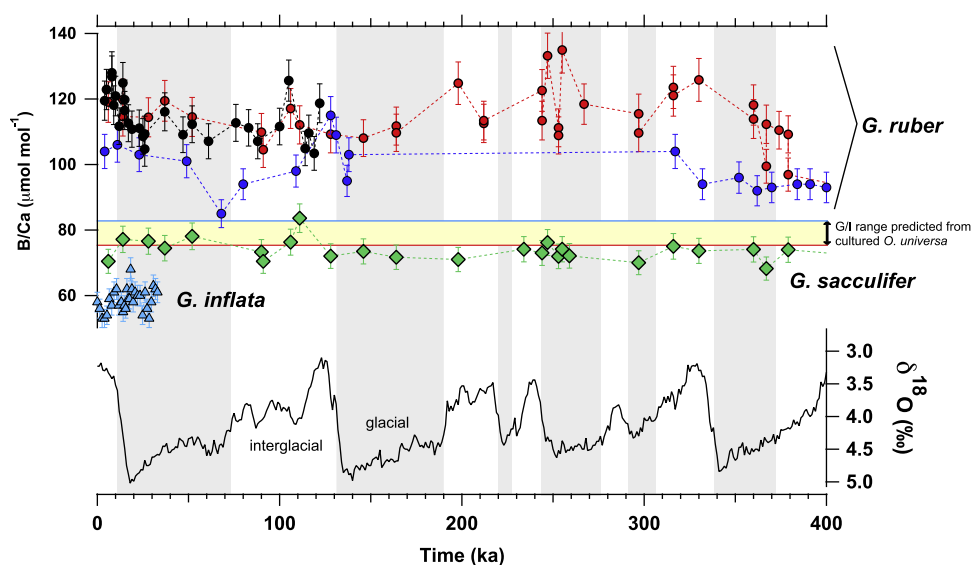 140
120
100
80
60
B/Ca (μmol mol⁻¹)
G. ruber
G/I range predicted from
cultured O. universa
G. inflata
G. sacculifer
3.0
3.5
4.0
4.5
5.0
δ¹⁸O (‰)
interglacial
glacial
0
100
200
300
400
Time (ka)